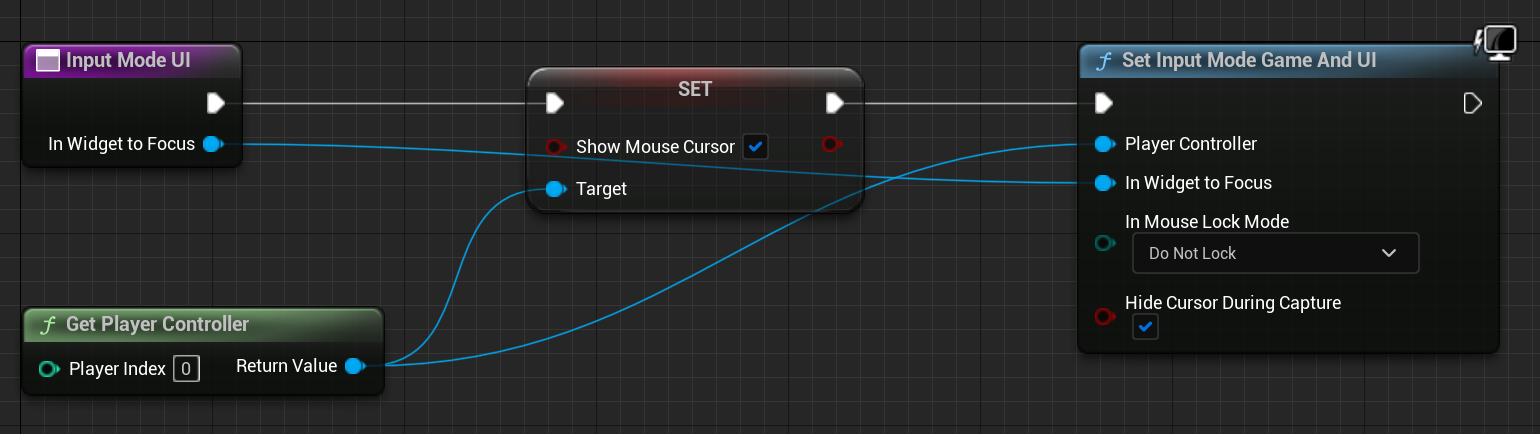 Input Mode UI
In Widget to Focus
SET
Show Mouse Cursor
Target
f Set Input Mode Game And UI
Player Controller
In Widget to Focus
In Mouse Lock Mode
Do Not Lock
Hide Cursor During Capture
f Get Player Controller
Player Index 0 Return Value